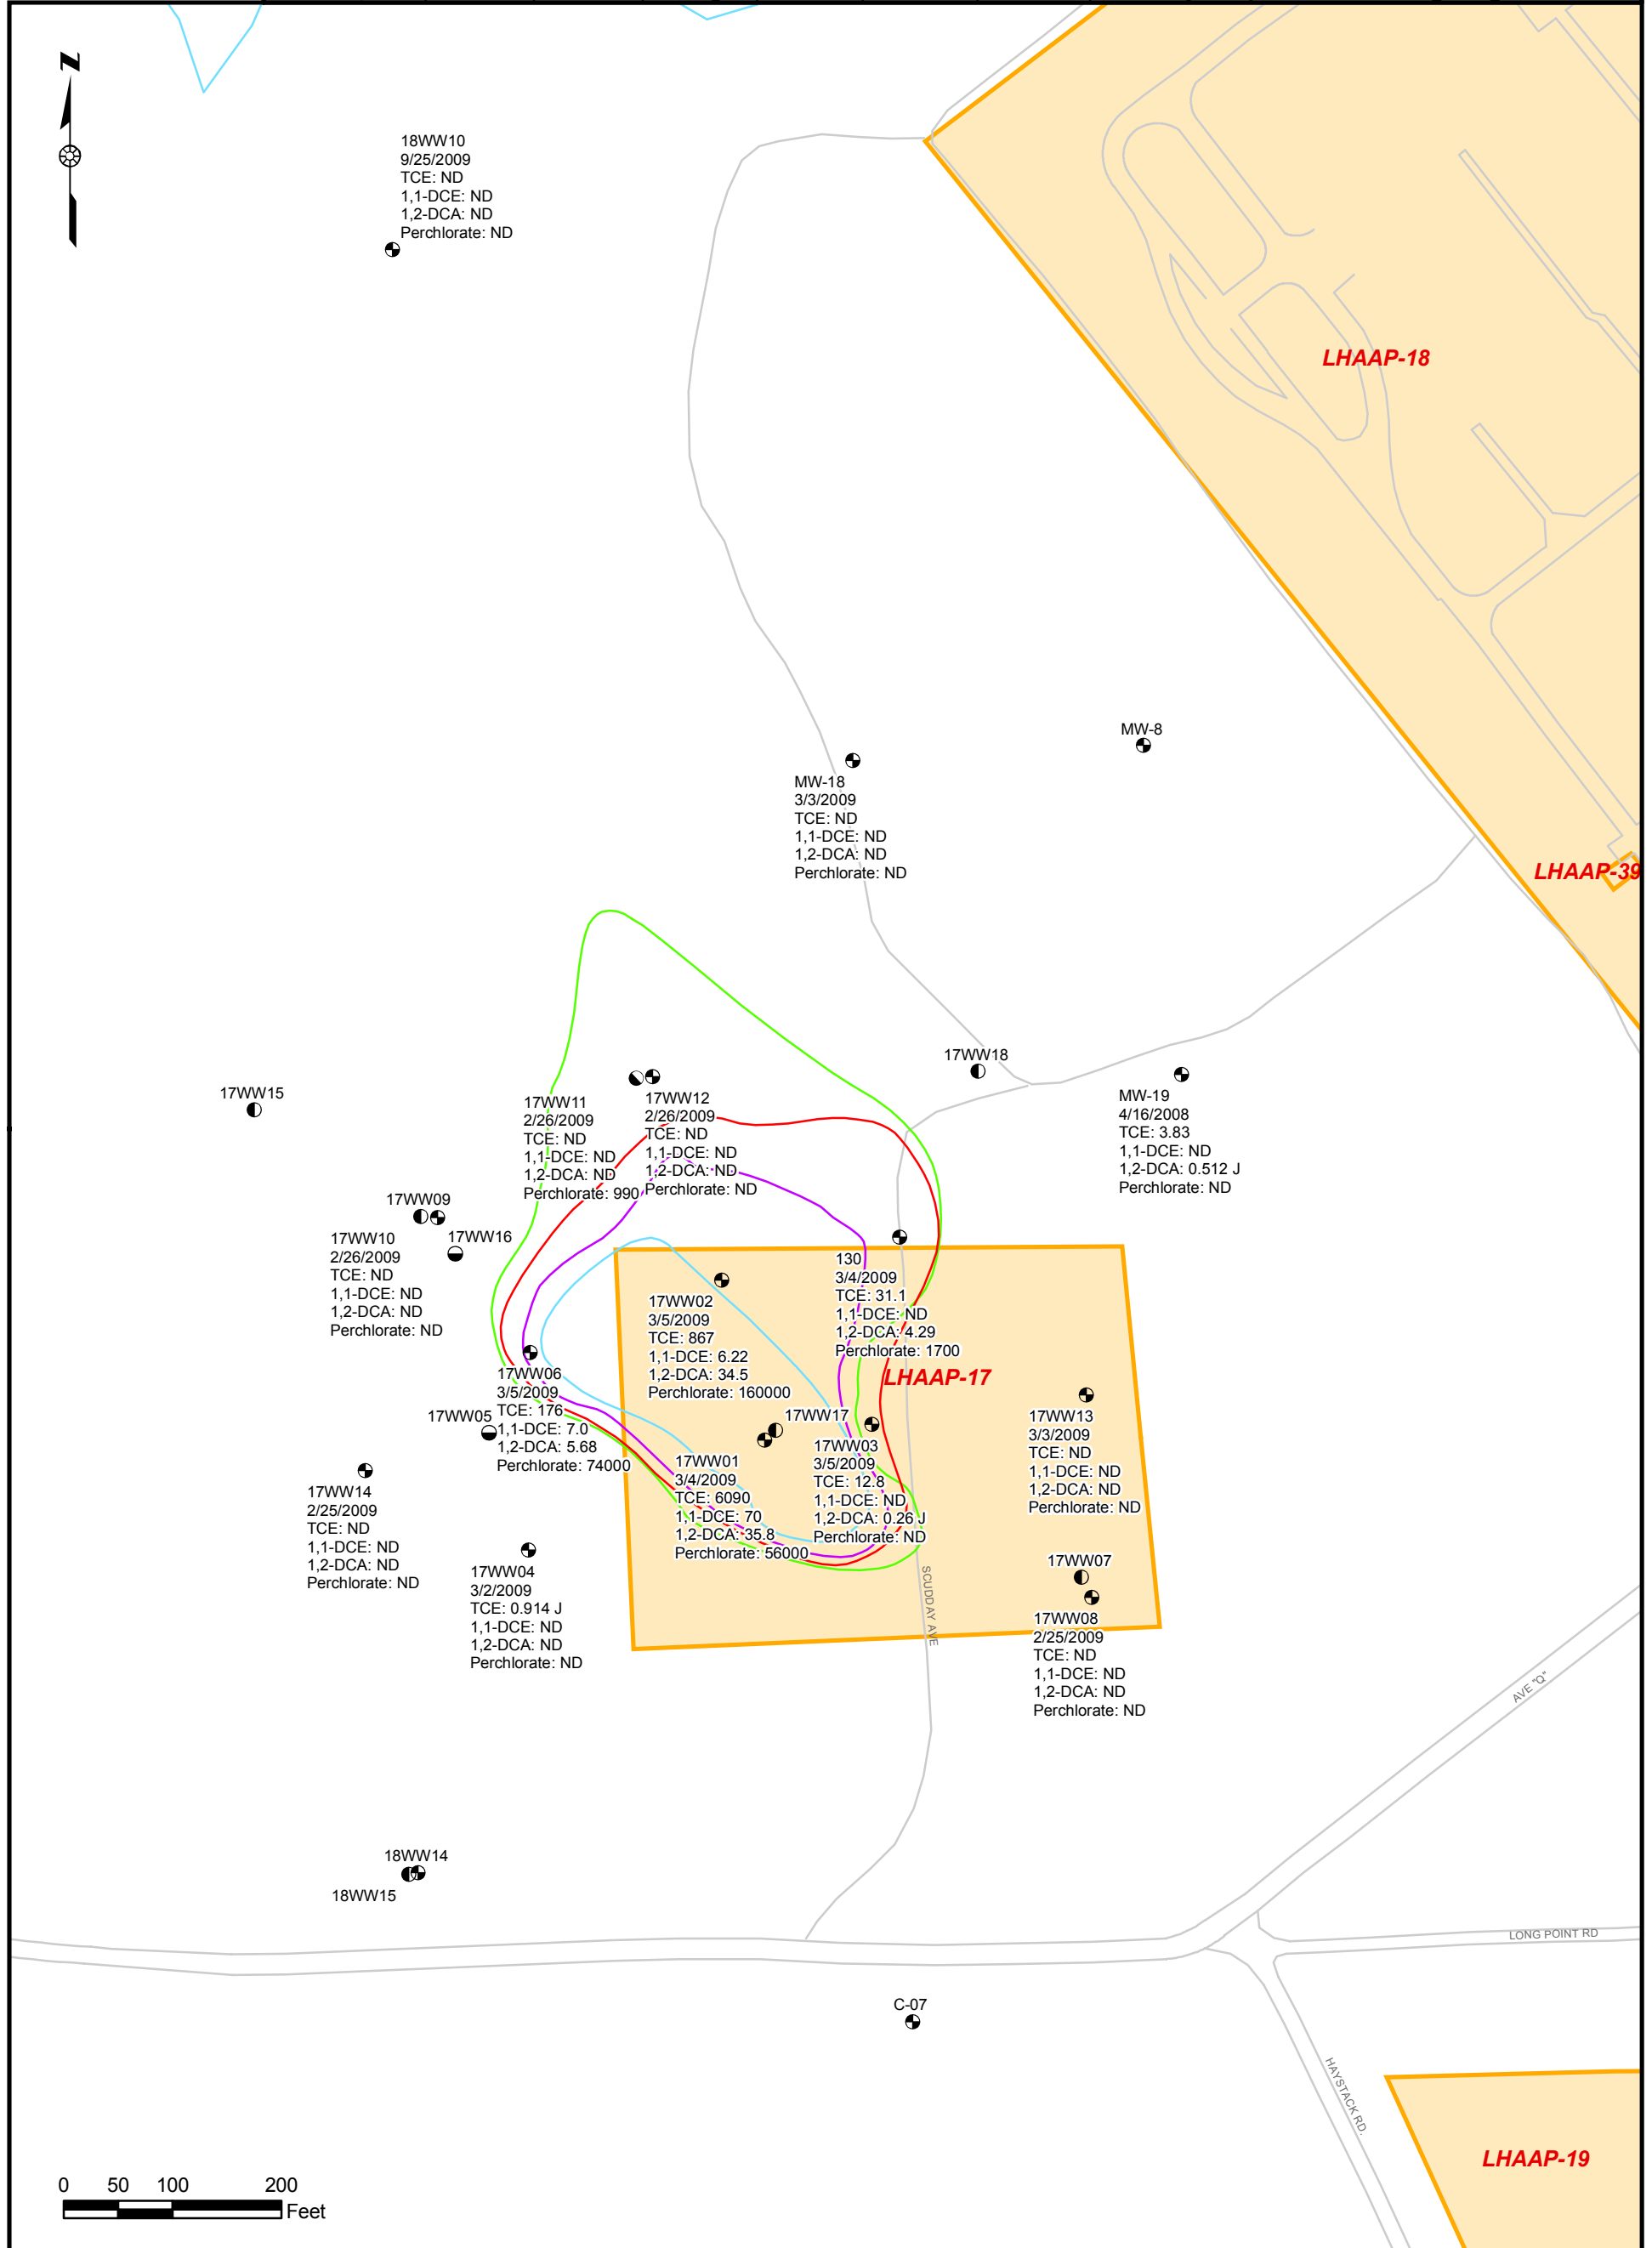 N
18WW10
9/25/2009
TCE: ND
1,1-DCE: ND
1,2-DCA: ND
Perchlorate: ND
LHAAP-18
MW-8
MW-18
3/3/2009
TCE: ND
1,1-DCE: ND
1,2-DCA: ND
Perchlorate: ND
LHAAP-39
17WW18
17WW15
17WW11
2/26/2009
TCE: ND
1,1-DCE: ND
1,2-DCA: ND
Perchlorate: 990
17WW12
2/26/2009
TCE: ND
1,1-DCE: ND
1,2-DCA: ND
Perchlorate: ND
MW-19
4/16/2008
TCE: 3.83
1,1-DCE: ND
1,2-DCA: 0.512 J
Perchlorate: ND
17WW09
17WW16
17WW10
2/26/2009
TCE: ND
1,1-DCE: ND
1,2-DCA: ND
Perchlorate: ND
130
3/4/2009
TCE: 31.1
1,1-DCE: ND
1,2-DCA: 4.29
Perchlorate: 1700
17WW02
3/5/2009
TCE: 867
1,1-DCE: 6.22
1,2-DCA: 34.5
Perchlorate: 160000
LHAAP-17
17WW06
3/5/2009
TCE: 176
1,1-DCE: 7.0
1,2-DCA: 5.68
Perchlorate: 74000
17WW05
17WW17
17WW13
3/3/2009
TCE: ND
1,1-DCE: ND
1,2-DCA: ND
Perchlorate: ND
17WW03
3/5/2009
TCE: 12.8
1,1-DCE: ND
1,2-DCA: 0.26 J
Perchlorate: ND
17WW01
3/4/2009
TCE: 6090
1,1-DCE: 70
1,2-DCA: 35.8
Perchlorate: 56000
17WW14
2/25/2009
TCE: ND
1,1-DCE: ND
1,2-DCA: ND
Perchlorate: ND
17WW04
3/2/2009
TCE: 0.914 J
1,1-DCE: ND
1,2-DCA: ND
Perchlorate: ND
17WW07
SCUDDAY AVE
17WW08
2/25/2009
TCE: ND
1,1-DCE: ND
1,2-DCA: ND
Perchlorate: ND
AVE "Q"
18WW14
18WW15
LONG POINT RD
C-07
HAYSTACK RD.
LHAAP-19
0 50 100 200
Feet